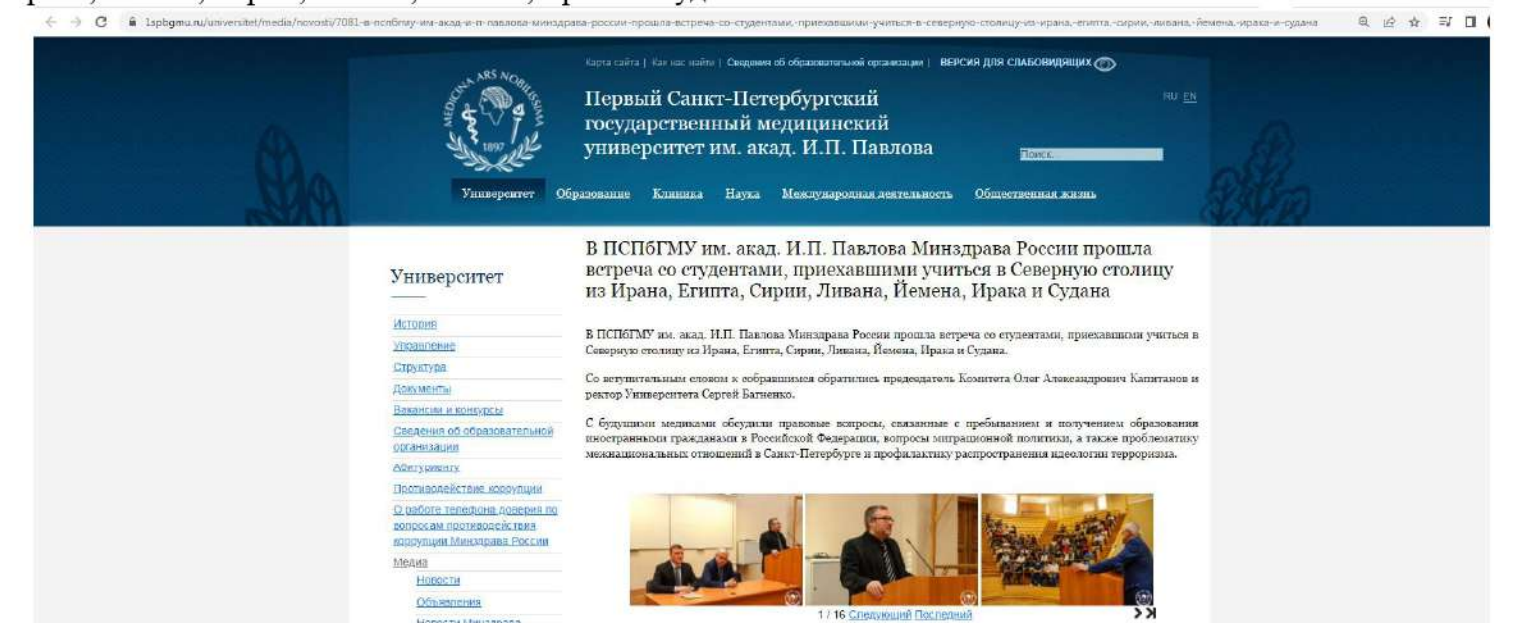 1spbgmu.ru/universitet/media/novosti/7081-в-пспбгму-им-акад-и-п-павлова-минздрава-россии-прошла-встреча-со-студентами,-приехавшими-учиться-в-северную-столицу-из-ирана,-египта,-сирии,-ливана,-йемена,-ирака-и-судана
Карта сайта | Как нас найти | Сведения об образовательной организации | ВЕРСИЯ ДЛЯ СЛАБОВИДЯЩИХ
MEDICINA ARS NOBILISSIMA
1897
Первый Санкт-Петербургский
государственный медицинский
университет им. акад. И.П. Павлова
RU EN
Поиск...
Университет Образование Клиника Наука Международная деятельность Общественная жизнь
В ПСПбГМУ им. акад. И.П. Павлова Минздрава России прошла
встреча со студентами, приехавшими учиться в Северную столицу
из Ирана, Египта, Сирии, Ливана, Йемена, Ирака и Судана
В ПСПбГМУ им. акад. И.П. Павлова Минздрава России прошла встреча со студентами, приехавшими учиться в
Северную столицу из Ирана, Египта, Сирии, Ливана, Йемена, Ирака и Судана.
Со вступительным словом к собравшимся обратились председатель Комитета Олег Александрович Капитанов и
ректор Университета Сергей Багненко.
С будущими медиками обсудили правовые вопросы, связанные с пребыванием и получением образования
иностранными гражданами в Российской Федерации, вопросы миграционной политики, а также проблематику
межнациональных отношений в Санкт-Петербурге и профилактику распространения идеологии терроризма.
1 / 16 Следующий Последний
Университет
История
Управление
Структура
Документы
Вакансии и конкурсы
Сведения об образовательной
организации
Абитуриенту
Противодействие коррупции
О работе телефона доверия по
вопросам противодействия
коррупции Минздрава России
Медиа
Новости
Объявления
Новости Минздрава